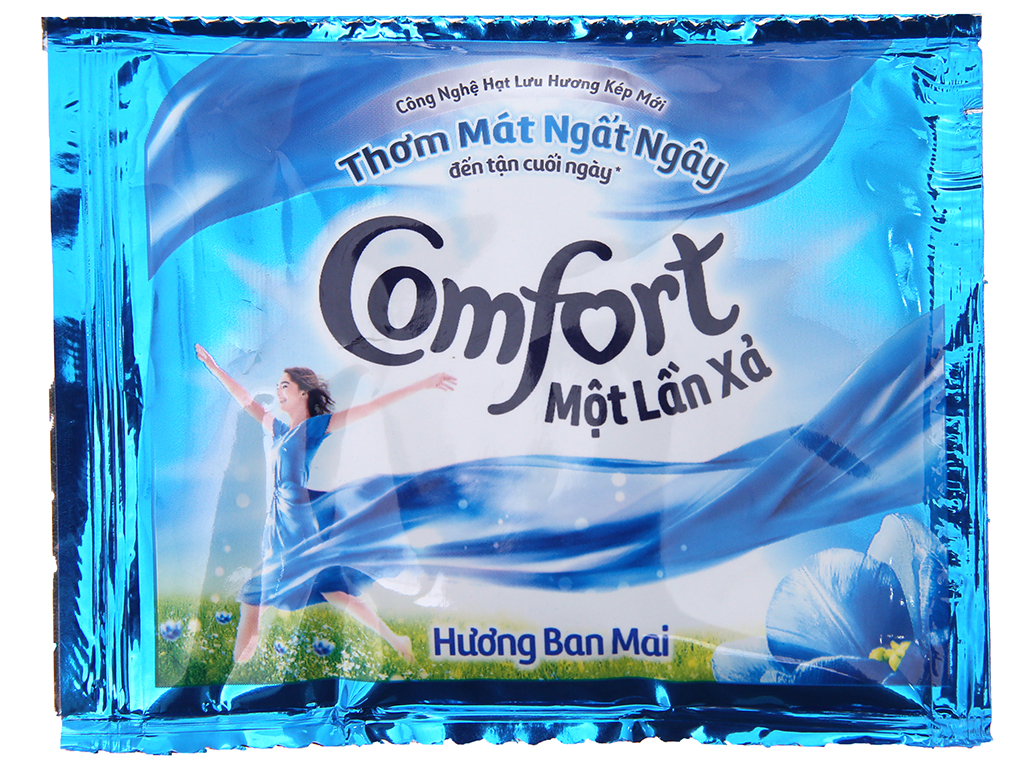 Công Nghệ Hạt Lưu Hương Kép Mới
Thơm Mát Ngất Ngây
đến tận cuối ngày*
Comfort
Một Lần Xả
Hương Ban Mai